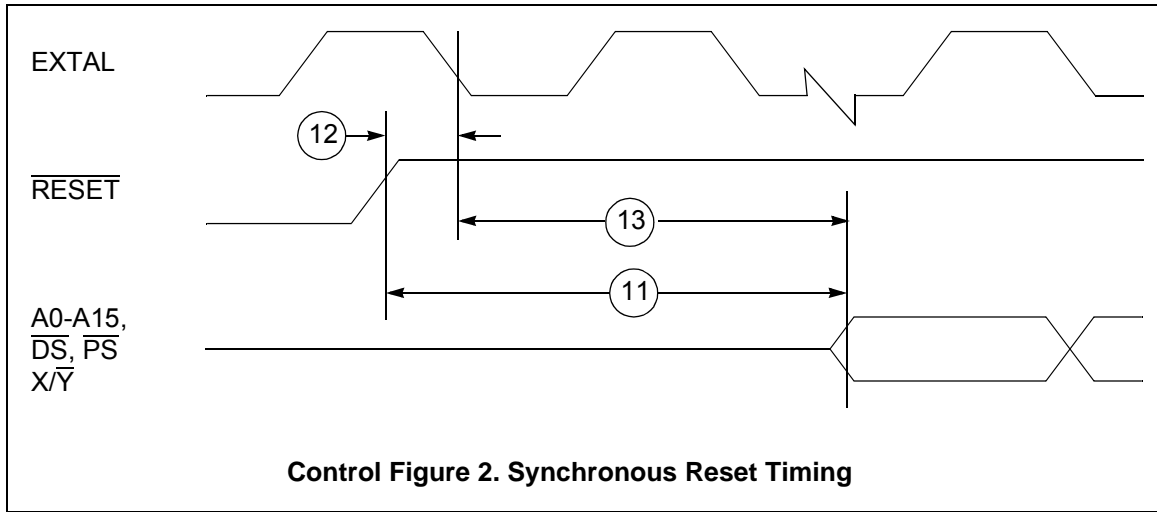 EXTAL
12
RESET
13
11
A0-A15,
DS, PS
X/Y
Control Figure 2. Synchronous Reset Timing